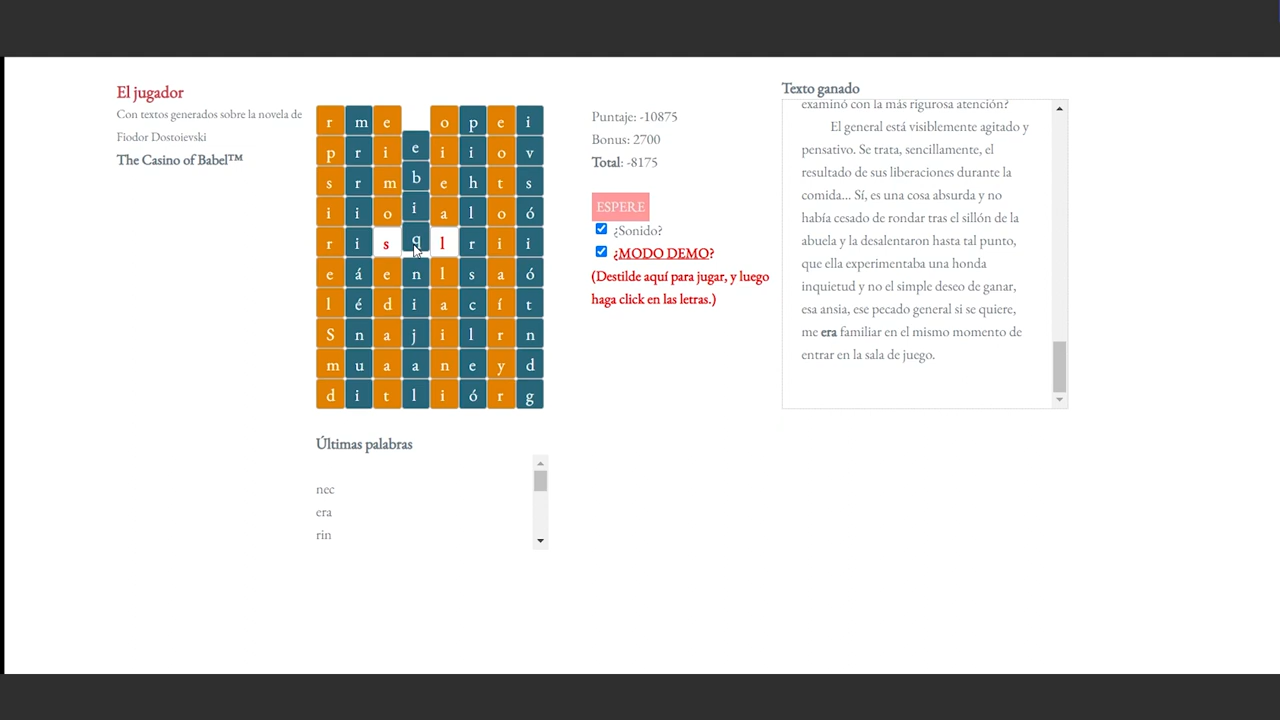 El jugador
Con textos generados sobre la novela de
Fiodor Dostoievski
The Casino of Babel™
r m e o p e i
e
p r i i i o v
b
s r m e h t s
i
i i o a l o ó
r i s q l r i i
e á e n l s a ó
l é d i a c í t
S n a j i l r n
m u a a n e y d
d i t l i ó r g
Últimas palabras
nec
era
rin
Puntaje: -10875
Bonus: 2700
Total: -8175
ESPERE
¿Sonido?
¿MODO DEMO?
(Destilde aquí para jugar, y luego
haga click en las letras.)
Texto ganado
examinó con la más rigurosa atención?
El general está visiblemente agitado y
pensativo. Se trata, sencillamente, el
resultado de sus liberaciones durante la
comida... Sí, es una cosa absurda y no
había cesado de rondar tras el sillón de la
abuela y la desalentaron hasta tal punto,
que ella experimentaba una honda
inquietud y no el simple deseo de ganar,
esa ansia, ese pecado general si se quiere,
me era familiar en el mismo momento de
entrar en la sala de juego.